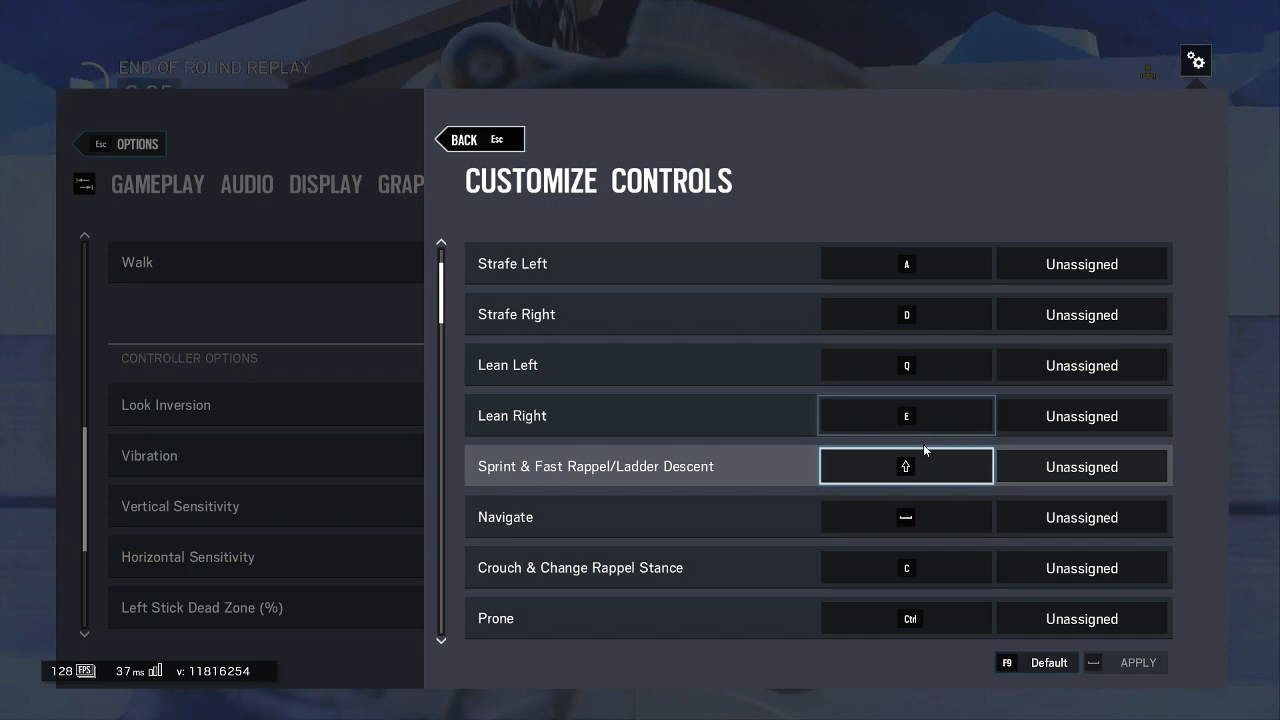 END OF ROUND REPLAY
Esc OPTIONS
BACK Esc
GAMEPLAY AUDIO DISPLAY GRAP
CUSTOMIZE CONTROLS
Walk
CONTROLLER OPTIONS
Look Inversion
Vibration
Vertical Sensitivity
Horizontal Sensitivity
Left Stick Dead Zone (%)
Strafe Left A Unassigned
Strafe Right D Unassigned
Lean Left Q Unassigned
Lean Right E Unassigned
Sprint & Fast Rappel/Ladder Descent Unassigned
Navigate Unassigned
Crouch & Change Rappel Stance C Unassigned
Prone Ctrl Unassigned
F9 Default APPLY
128 FPS 37 ms v: 11816254